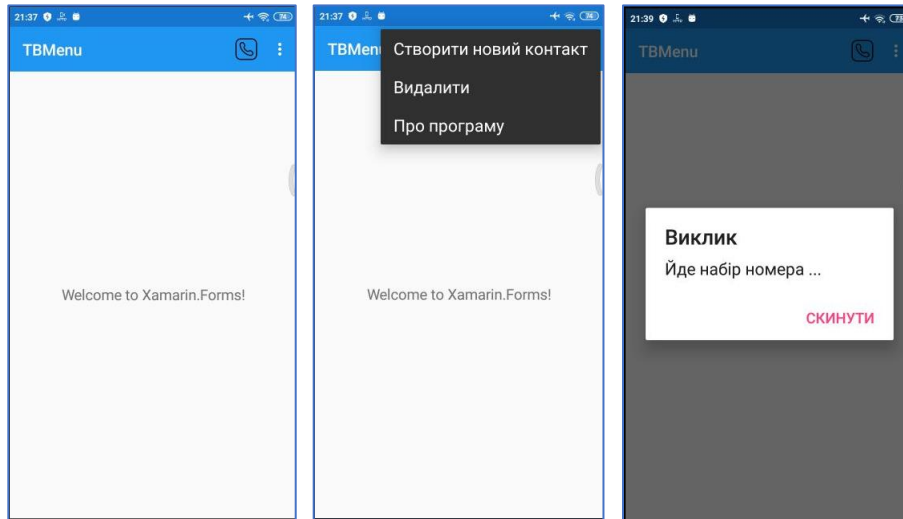 21:37
TBMenu
Welcome to Xamarin.Forms!
21:37
TBMen
Створити новий контакт
Видалити
Про програму
Welcome to Xamarin.Forms!
21:39
TBMenu
Виклик
Йде набір номера ...
СКИНУТИ